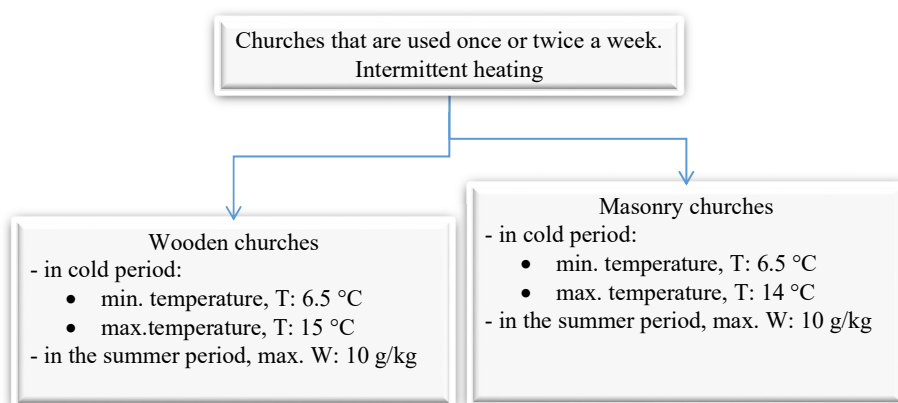 Churches that are used once or twice a week.
Intermittent heating
Wooden churches
- in cold period:
• min. temperature, T: 6.5 °C
• max.temperature, T: 15 °C
- in the summer period, max. W: 10 g/kg
Masonry churches
- in cold period:
• min. temperature, T: 6.5 °C
• max. temperature, T: 14 °C
- in the summer period, max. W: 10 g/kg